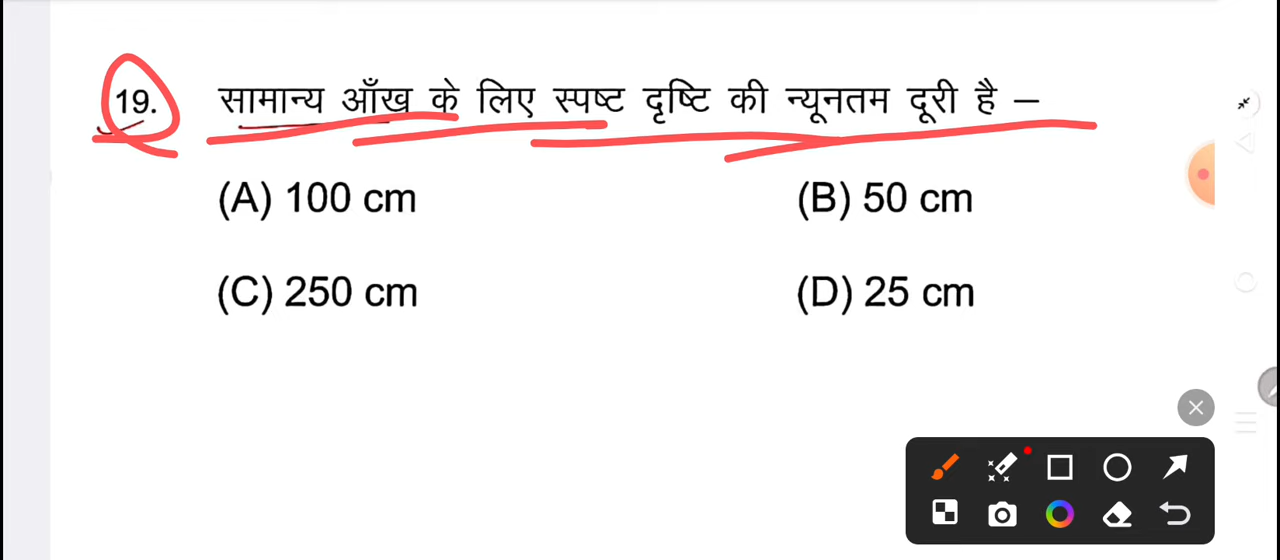 19. सामान्य आँख के लिए स्पष्ट दृष्टि की न्यूनतम दूरी है –
(A) 100 cm (B) 50 cm
(C) 250 cm (D) 25 cm